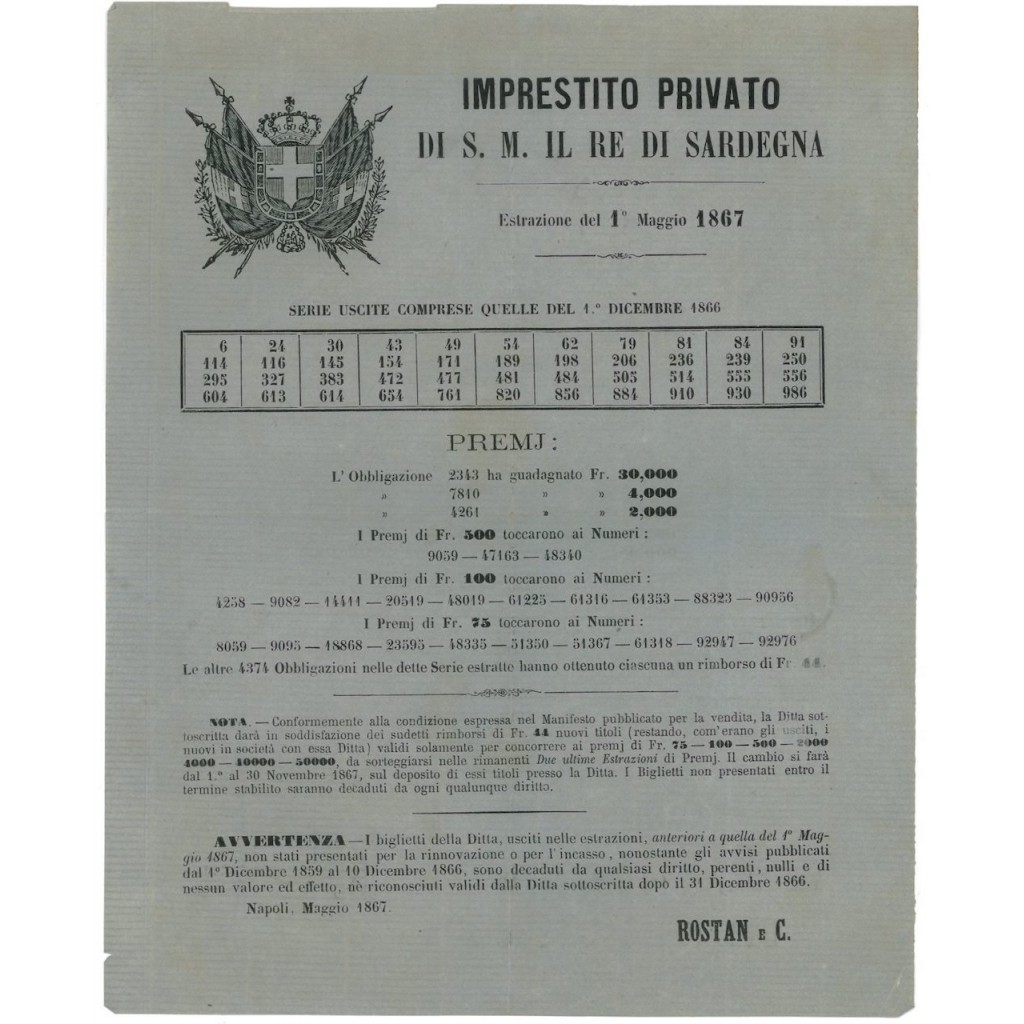 IMPRESTITO PRIVATO
DI S. M. IL RE DI SARDEGNA
Estrazione del 1º Maggio 1867
SERIE USCITE COMPRESE QUELLE DEL 1.º DICEMBRE 1866
6 24 30 43 49 54 62 79 81 84 91
114 116 145 154 171 189 198 206 236 239 250
295 327 383 472 477 481 484 505 514 555 556
604 613 614 654 761 820 856 884 910 930 986
PREMJ:
L' Obbligazione 2343 ha guadagnato Fr. 30,000
» 7810 » » 4,000
» 4261 » » 2,000
I Premj di Fr. 500 toccarono ai Numeri :
9059 — 47163 — 48340
I Premj di Fr. 100 toccarono ai Numeri :
4258 — 9082 — 14411 — 20519 — 48019 — 61225 — 61316 — 61353 — 88323 — 90956
I Premj di Fr. 75 toccarono ai Numeri :
8059 — 9095 — 18868 — 23595 — 48335 — 51350 — 51367 — 61318 — 92947 — 92976
Le altre 4374 Obbligazioni nelle dette Serie estratte hanno ottenuto ciascuna un rimborso di Fr. 44.
NOTA. — Conformemente alla condizione espressa nel Manifesto pubblicato per la vendita, la Ditta sot-
toscritta darà in soddisfazione dei sudetti rimborsi di Fr. 44 nuovi titoli (restando, com' erano gli usciti, i
nuovi in società con essa Ditta) validi solamente per concorrere ai premj di Fr. 75 — 100 — 500 — 2000
4000 — 40000 — 50000, da sorteggiarsi nelle rimanenti Due ultime Estrazioni di Premj. Il cambio si farà
dal 1.º al 30 Novembre 1867, sul deposito di essi titoli presso la Ditta. I Biglietti non presentati entro il
termine stabilito saranno decaduti da ogni qualunque diritto.
AVVERTENZA — I biglietti della Ditta, usciti nelle estrazioni, anteriori a quella del 1º Mag-
gio 1867, non stati presentati per la rinnovazione o per l'incasso, nonostante gli avvisi pubblicati
dal 1º Dicembre 1859 al 10 Dicembre 1866, sono decaduti da qualsiasi diritto, perenti, nulli e di
nessun valore ed effetto, nè riconosciuti validi dalla Ditta sottoscritta dopo il 31 Dicembre 1866.
Napoli, Maggio 1867.
ROSTAN E C.